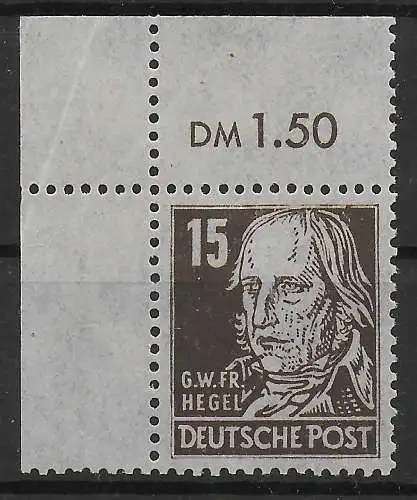 DM 1.50
15
G.W.FR.
HEGEL
DEUTSCHE POST